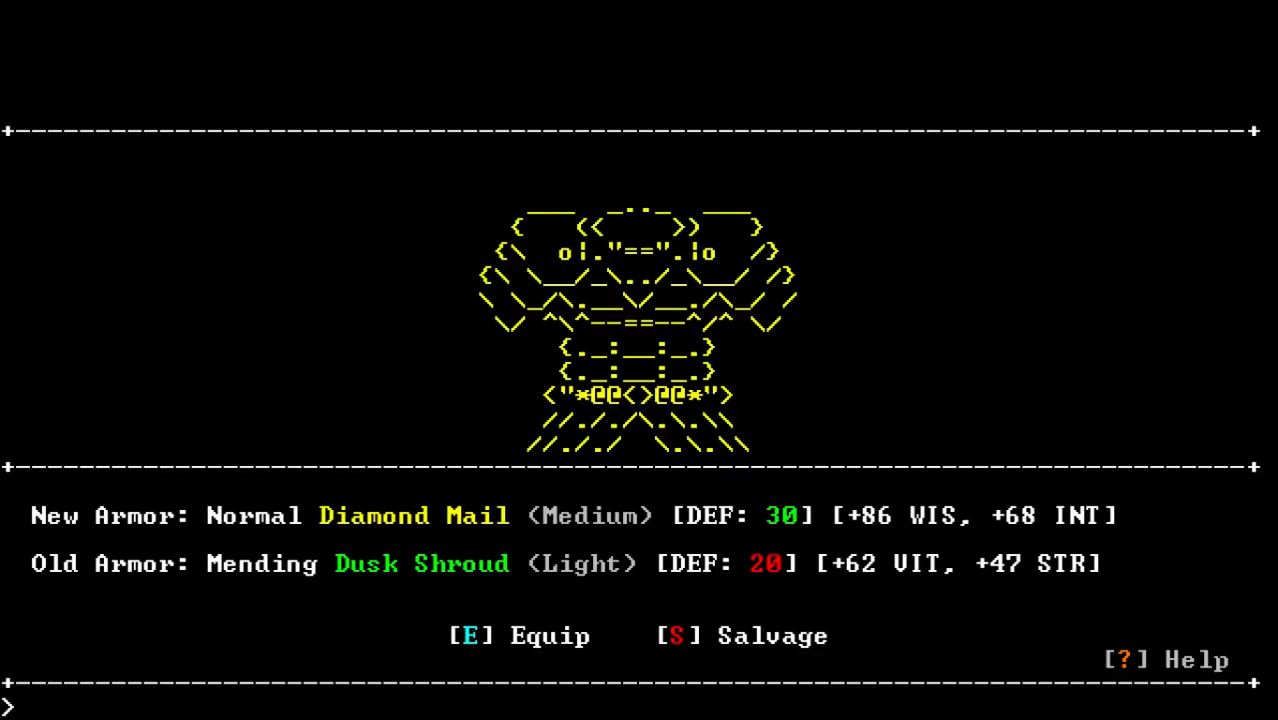 New Armor: Normal Diamond Mail (Medium) [DEF: 30] [+86 WIS, +68 INT]
Old Armor: Mending Dusk Shroud (Light) [DEF: 20] [+62 VIT, +47 STR]
[E] Equip [S] Salvage
[?] Help
>